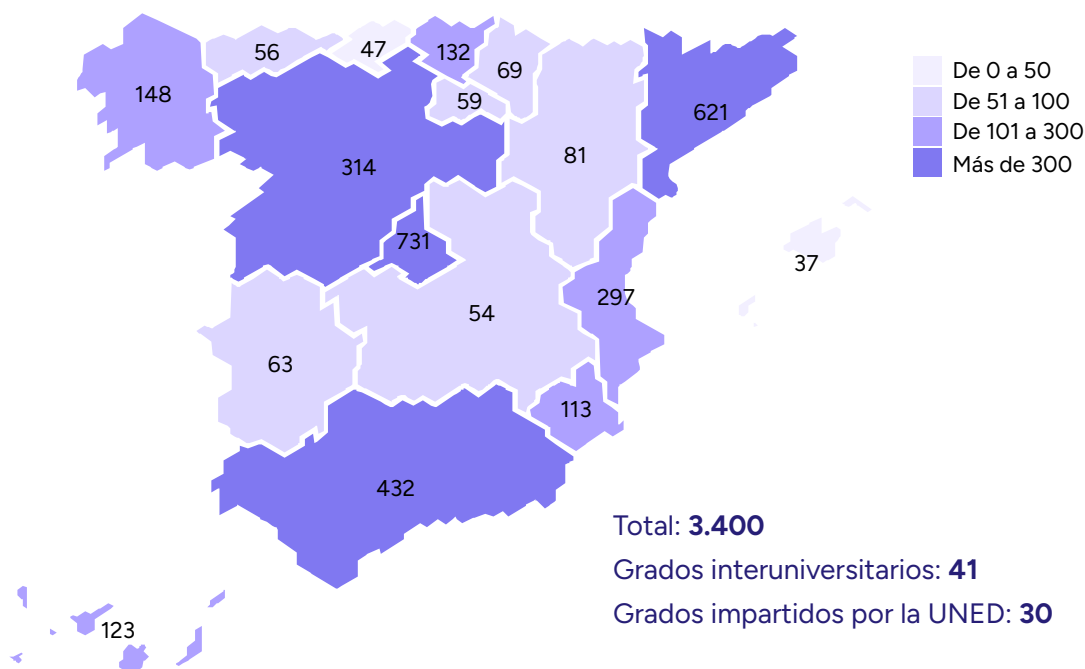 56
47
132
69
148
59
81
621
314
731
37
297
54
63
113
432
123
De 0 a 50
De 51 a 100
De 101 a 300
Más de 300
Total: 3.400
Grados interuniversitarios: 41
Grados impartidos por la UNED: 30